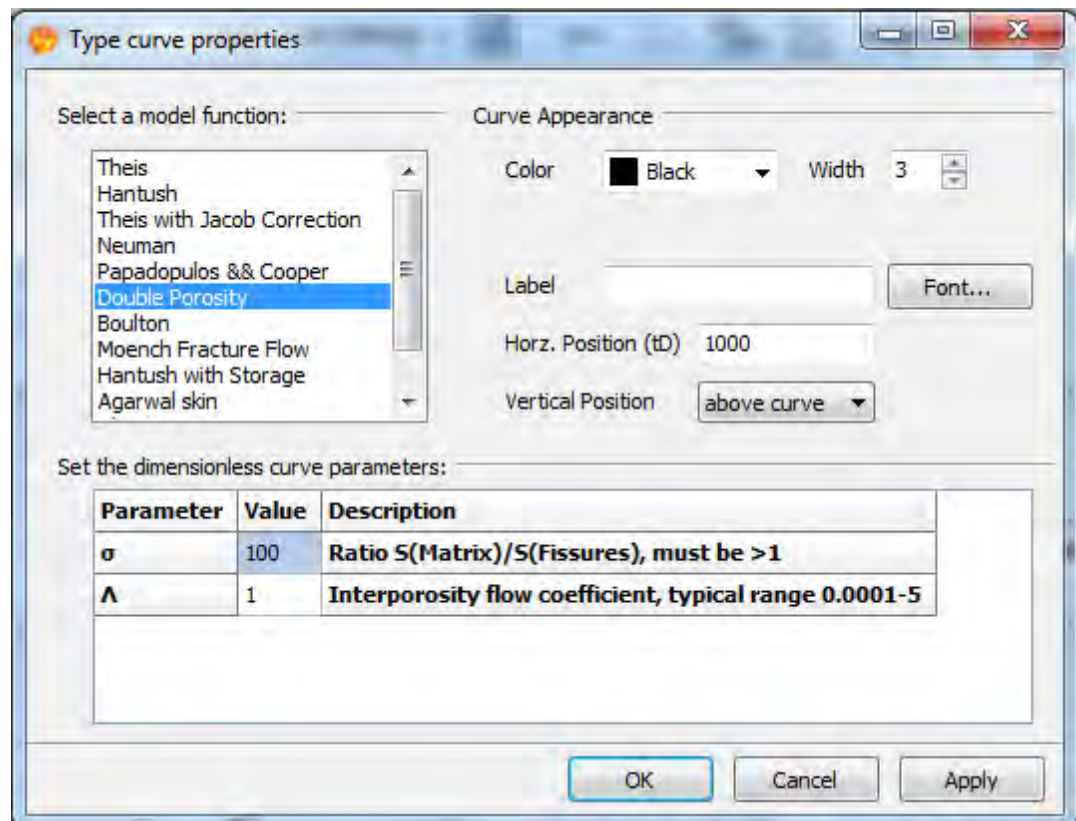 Type curve properties
Select a model function:
Curve Appearance
Theis
Hantush
Theis with Jacob Correction
Neuman
Papadopulos && Cooper
Double Porosity
Boulton
Moench Fracture Flow
Hantush with Storage
Agarwal skin
Color Black Width 3
Label Font...
Horz. Position (tD) 1000
Vertical Position above curve
Set the dimensionless curve parameters:
Parameter Value Description
σ 100 Ratio S(Matrix)/S(Fissures), must be >1
Λ 1 Interporosity flow coefficient, typical range 0.0001-5
OK Cancel Apply